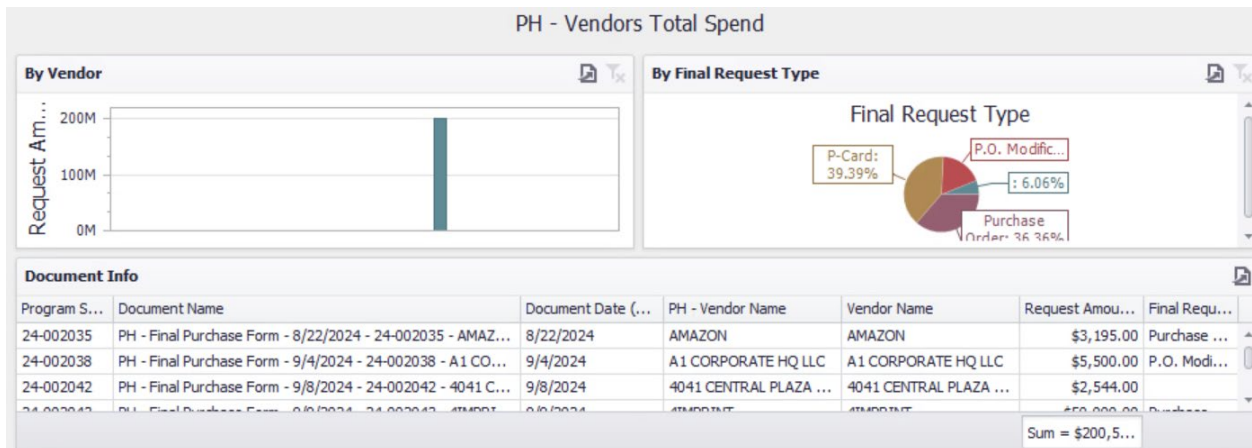 PH - Vendors Total Spend
By Vendor
By Final Request Type
Request Am...
200M
100M
0M
Final Request Type
P-Card:
39.39%
P.O. Modific...
: 6.06%
Purchase
Order: 36.36%
Document Info
Program S... Document Name Document Date (... PH - Vendor Name Vendor Name Request Amou... Final Requ...
24-002035 PH - Final Purchase Form - 8/22/2024 - 24-002035 - AMAZ... 8/22/2024 AMAZON AMAZON $3,195.00 Purchase ...
24-002038 PH - Final Purchase Form - 9/4/2024 - 24-002038 - A1 CO... 9/4/2024 A1 CORPORATE HQ LLC A1 CORPORATE HQ LLC $5,500.00 P.O. Modi...
24-002042 PH - Final Purchase Form - 9/8/2024 - 24-002042 - 4041 C... 9/8/2024 4041 CENTRAL PLAZA ... 4041 CENTRAL PLAZA ... $2,544.00
Sum = $200,5...